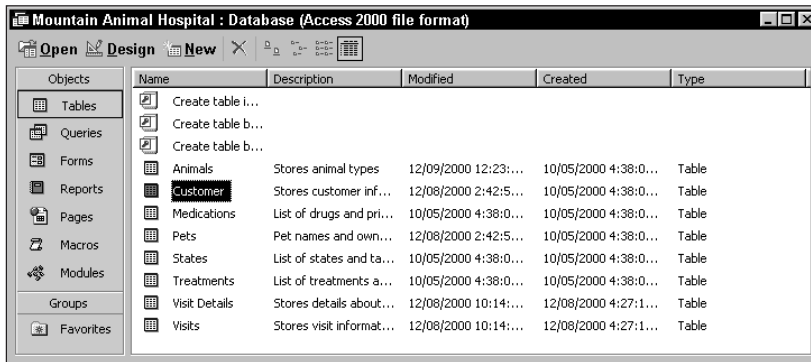 Mountain Animal Hospital : Database (Access 2000 file format)
Open Design New
Objects Name Description Modified Created Type
Tables Create table i...
Create table b...
Queries Create table b...
Forms Animals Stores animal types 12/09/2000 12:23:... 10/05/2000 4:38:0... Table
Customer Stores customer inf... 12/08/2000 2:42:5... 10/05/2000 4:38:0... Table
Reports Medications List of drugs and pri... 10/05/2000 4:38:0... 10/05/2000 4:38:0... Table
Pages Pets Pet names and own... 12/08/2000 2:42:5... 10/05/2000 4:38:0... Table
Macros States List of states and ta... 10/05/2000 4:38:0... 10/05/2000 4:38:0... Table
Modules Treatments List of treatments a... 10/05/2000 4:38:0... 10/05/2000 4:38:0... Table
Groups Visit Details Stores details about... 12/08/2000 10:14:... 12/08/2000 4:27:1... Table
Favorites Visits Stores visit informat... 12/08/2000 10:14:... 12/08/2000 4:27:1... Table